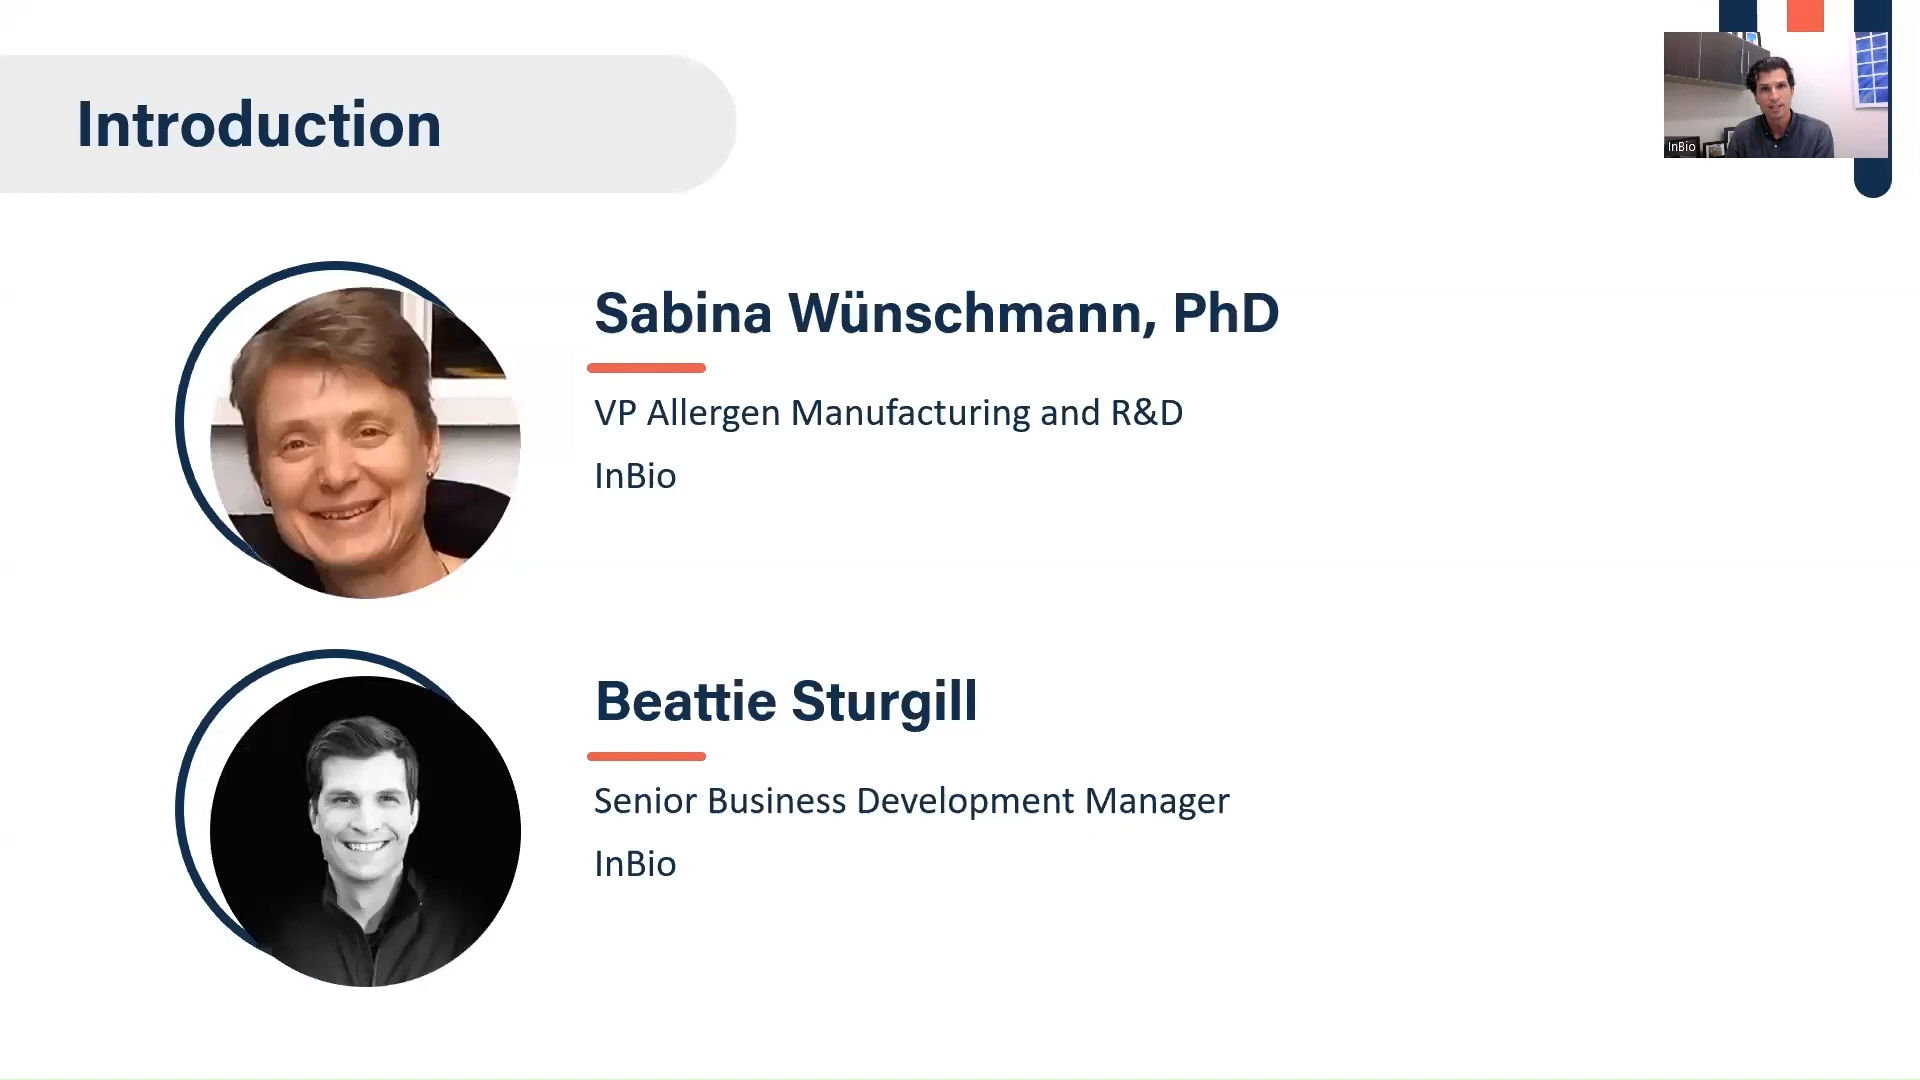 Introduction
InBio
Sabina Wünschmann, PhD
VP Allergen Manufacturing and R&D
InBio
Beattie Sturgill
Senior Business Development Manager
InBio